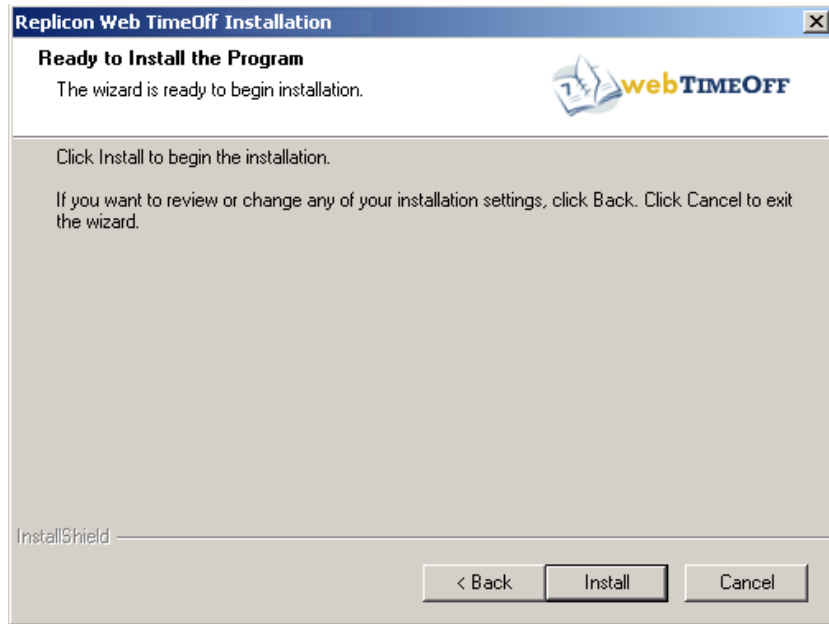 Replicon Web TimeOff Installation
Ready to Install the Program
The wizard is ready to begin installation.
7
webTIMEOFF
Click Install to begin the installation.
If you want to review or change any of your installation settings, click Back. Click Cancel to exit
the wizard.
InstallShield
< Back
Install
Cancel